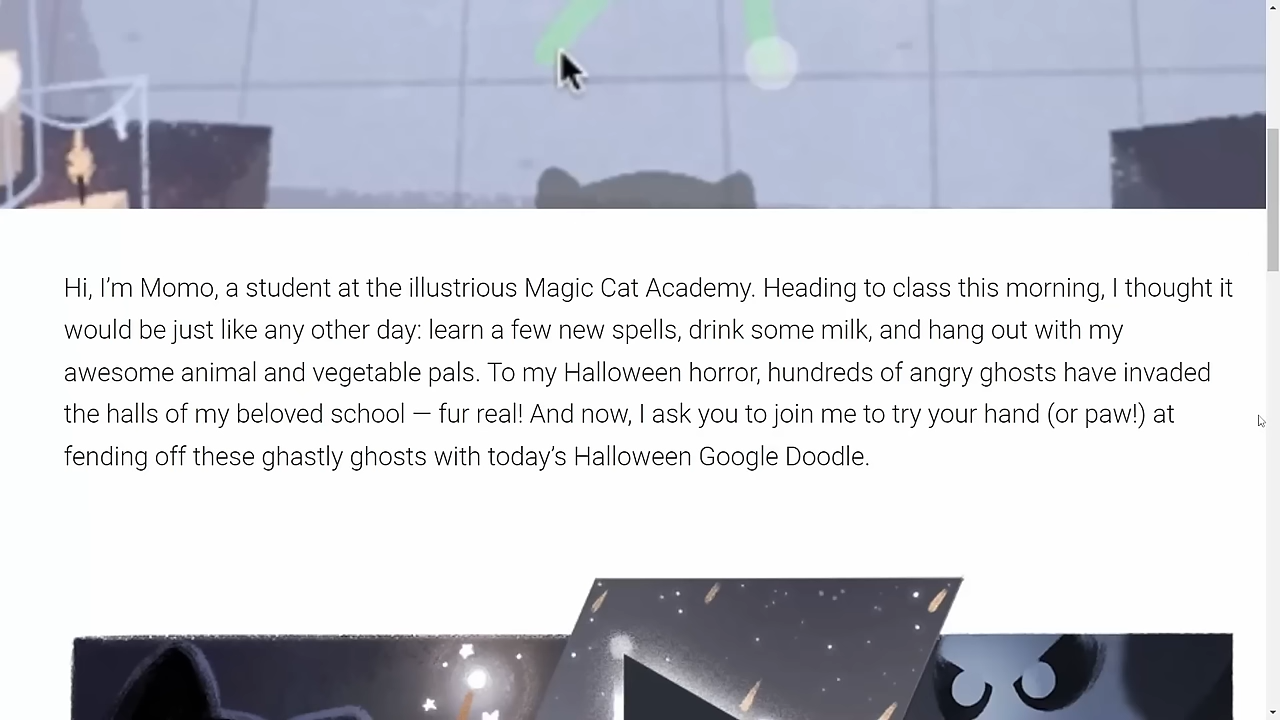 Hi, I’m Momo, a student at the illustrious Magic Cat Academy. Heading to class this morning, I thought it
would be just like any other day: learn a few new spells, drink some milk, and hang out with my
awesome animal and vegetable pals. To my Halloween horror, hundreds of angry ghosts have invaded
the halls of my beloved school — fur real! And now, I ask you to join me to try your hand (or paw!) at
fending off these ghastly ghosts with today’s Halloween Google Doodle.